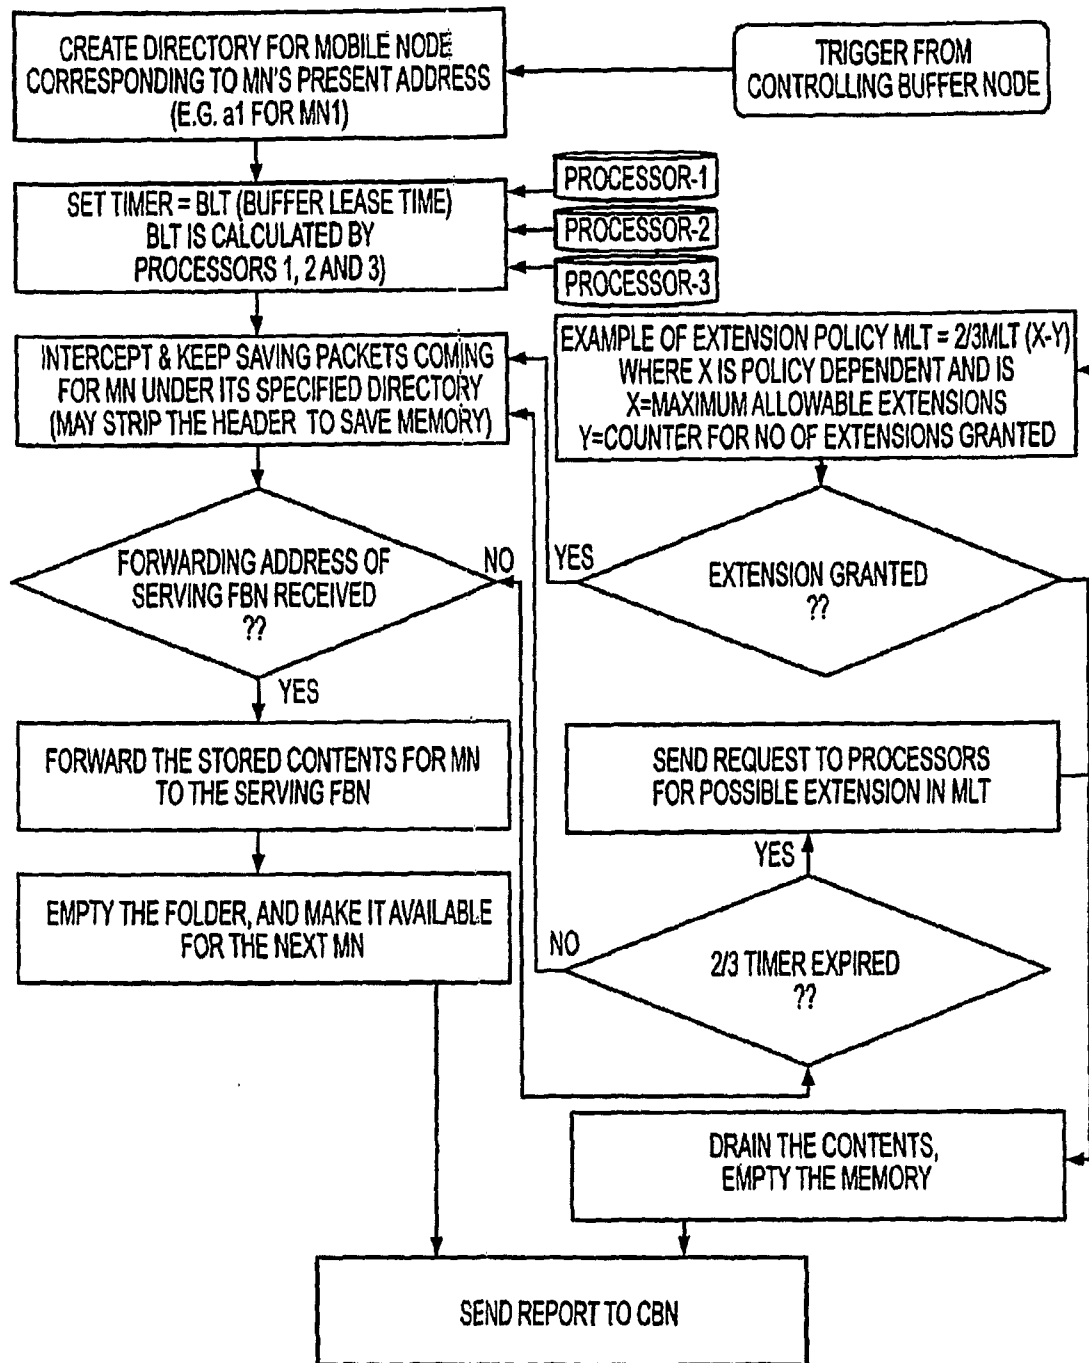 CREATE DIRECTORY FOR MOBILE NODE
CORRESPONDING TO MN'S PRESENT ADDRESS
(E.G. a1 FOR MN1)
TRIGGER FROM
CONTROLLING BUFFER NODE
SET TIMER = BLT (BUFFER LEASE TIME)
BLT IS CALCULATED BY
PROCESSORS 1, 2 AND 3)
PROCESSOR-1
PROCESSOR-2
PROCESSOR-3
INTERCEPT & KEEP SAVING PACKETS COMING
FOR MN UNDER ITS SPECIFIED DIRECTORY
(MAY STRIP THE HEADER TO SAVE MEMORY)
EXAMPLE OF EXTENSION POLICY MLT = 2/3MLT (X-Y)
WHERE X IS POLICY DEPENDENT AND IS
X=MAXIMUM ALLOWABLE EXTENSIONS
Y=COUNTER FOR NO OF EXTENSIONS GRANTED
FORWARDING ADDRESS OF
SERVING FBN RECEIVED
??
NO
YES
YES
EXTENSION GRANTED
??
FORWARD THE STORED CONTENTS FOR MN
TO THE SERVING FBN
SEND REQUEST TO PROCESSORS
FOR POSSIBLE EXTENSION IN MLT
YES
EMPTY THE FOLDER, AND MAKE IT AVAILABLE
FOR THE NEXT MN
NO
2/3 TIMER EXPIRED
??
DRAIN THE CONTENTS,
EMPTY THE MEMORY
SEND REPORT TO CBN